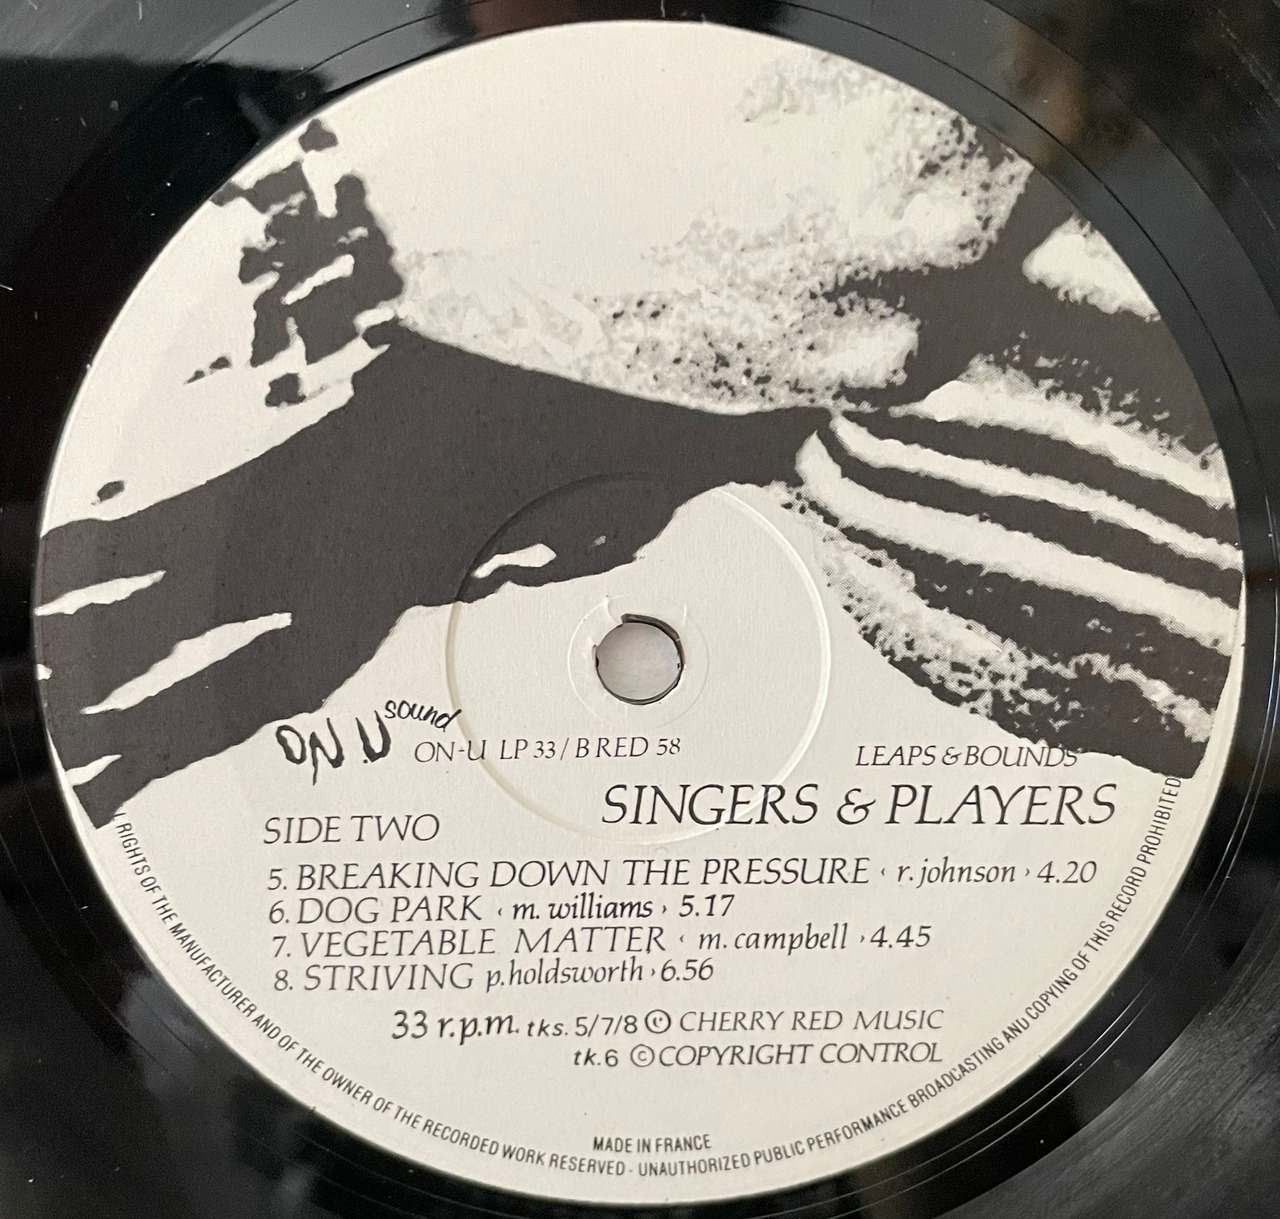 ON.U sound ON-U LP 33 / B RED 58
LEAPS & BOUNDS
SINGERS & PLAYERS
SIDE TWO
5. BREAKING DOWN THE PRESSURE ‹ r. johnson › 4.20
6. DOG PARK ‹ m. williams › 5.17
7. VEGETABLE MATTER ‹ m. campbell › 4.45
8. STRIVING p. holdsworth › 6.56
33 r.p.m. tks. 5/7/8 © CHERRY RED MUSIC
tk.6 © COPYRIGHT CONTROL
MADE IN FRANCE
L RIGHTS OF THE MANUFACTURER AND OF THE OWNER OF THE RECORDED WORK RESERVED - UNAUTHORIZED PUBLIC PERFORMANCE BROADCASTING AND COPYING OF THIS RECORD PROHIBITED